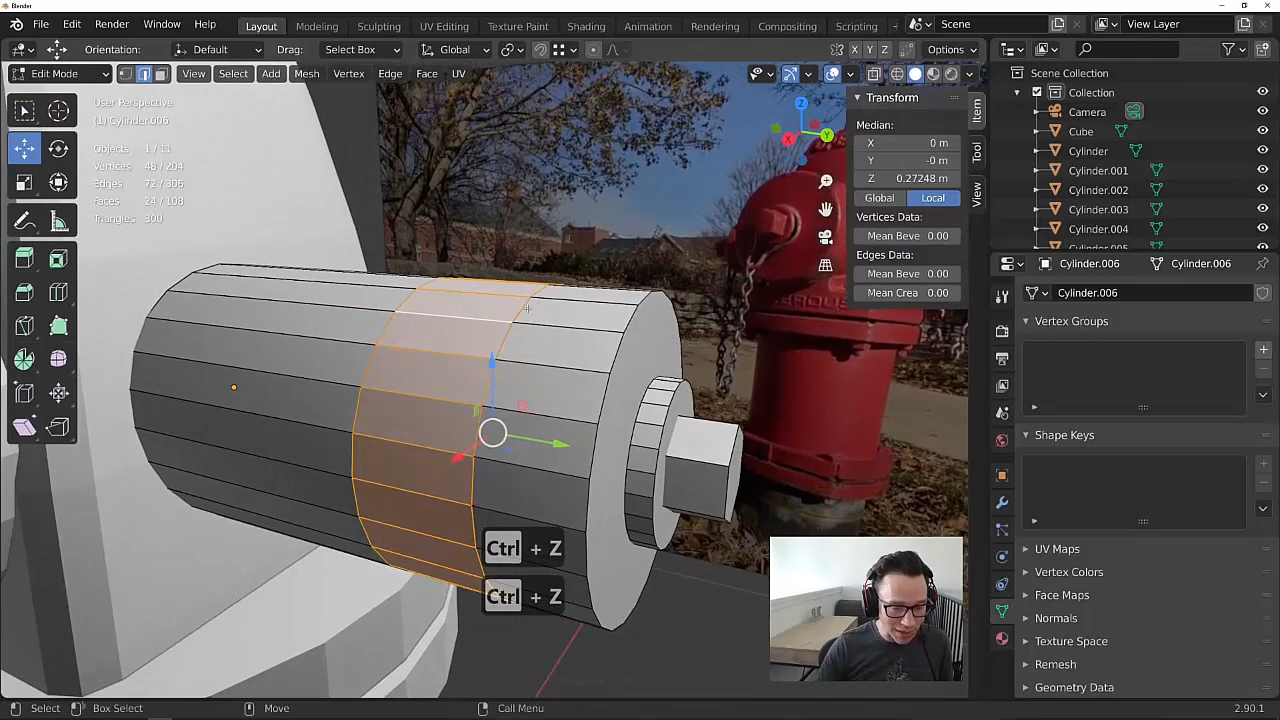 Blender
File Edit Render Window Help Layout Modeling Sculpting UV Editing Texture Paint Shading Animation Rendering Compositing Scripting Scene View Layer
Orientation: Default Drag: Select Box Global X Y Z Options
Edit Mode View Select Add Mesh Vertex Edge Face UV
User Perspective
(1) Cylinder.006
Objects 1 / 11
Vertices 48 / 204
Edges 72 / 306
Faces 24 / 108
Triangles 300
Z
X
Y
Transform
Median:
X 0 m
Y -0 m
Z 0.27248 m
Global Local
Vertices Data:
Mean Beve 0.00
Edges Data:
Mean Beve 0.00
Mean Crea 0.00
Item
Tool
View
Scene Collection
Collection
Camera
Cube
Cylinder
Cylinder.001
Cylinder.002
Cylinder.003
Cylinder.004
Cylinder.006 Cylinder.006
Cylinder.006
Vertex Groups
Shape Keys
UV Maps
Vertex Colors
Face Maps
Normals
Texture Space
Remesh
Geometry Data
Ctrl + Z
Ctrl + Z
Select Box Select Move Call Menu 2.90.1